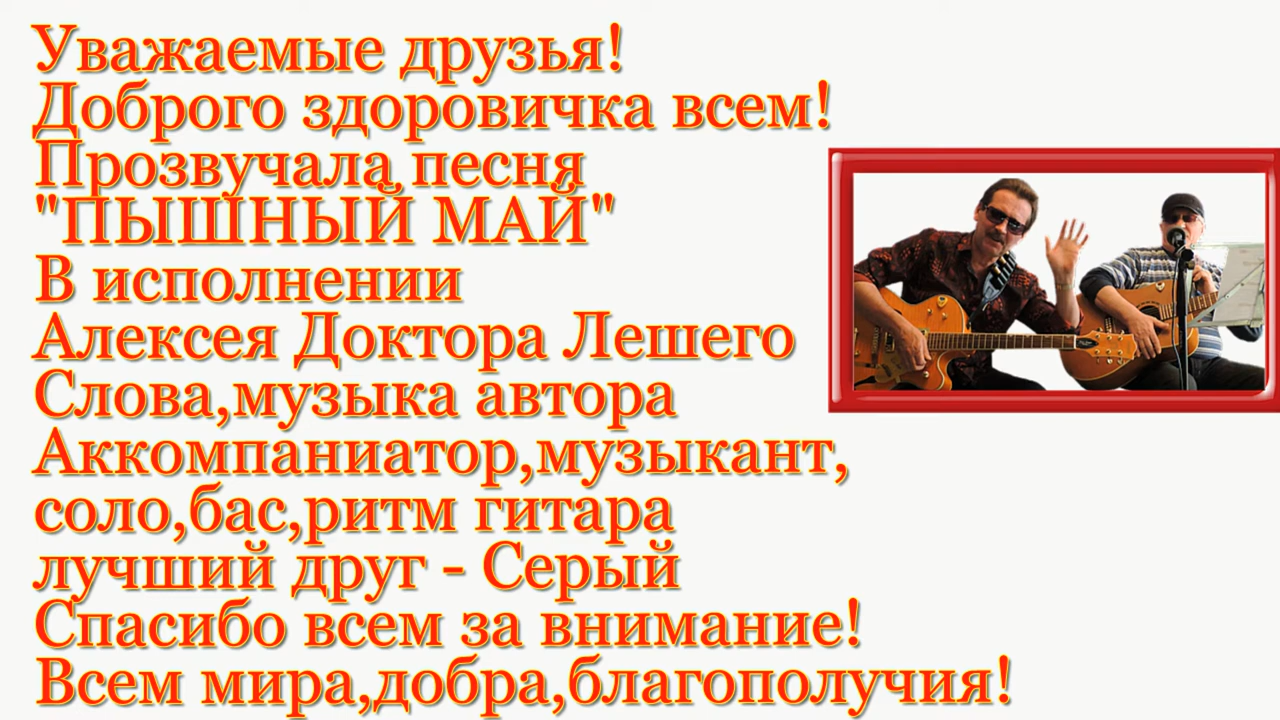 Уважаемые друзья!
Доброго здоровичка всем!
Прозвучала песня
"ПЫШНЫЙ МАЙ"
В исполнении
Алексея Доктора Лешего
Слова,музыка автора
Аккомпаниатор,музыкант,
соло,бас,ритм гитара
лучший друг - Серый
Спасибо всем за внимание!
Всем мира,добра,благополучия!